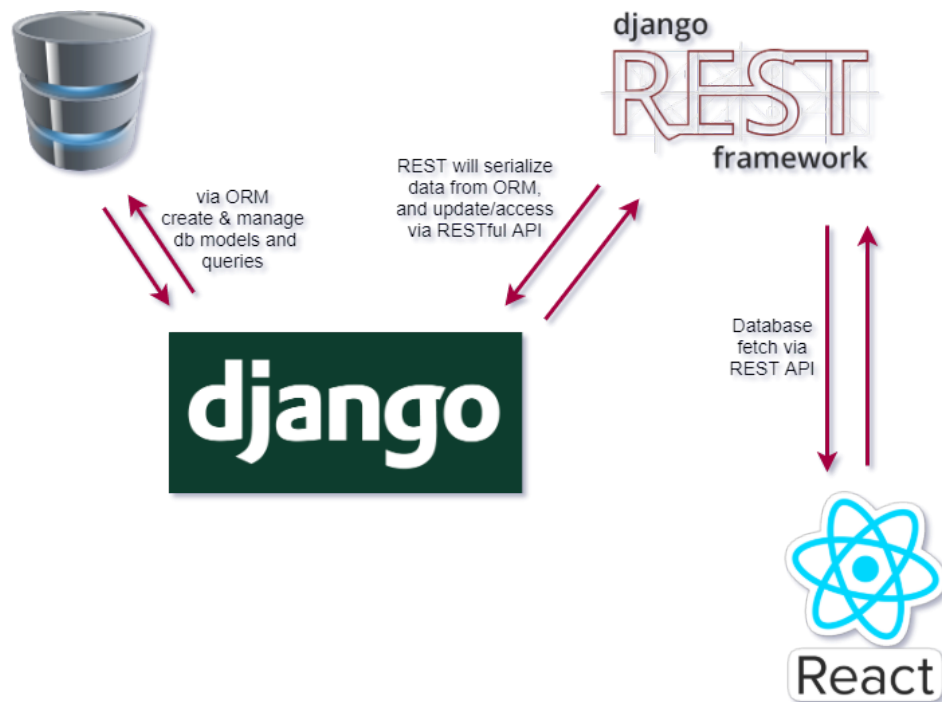 django
REST
framework
via ORM
create & manage
db models and
queries
REST will serialize
data from ORM,
and update/access
via RESTful API
django
Database
fetch via
REST API
React